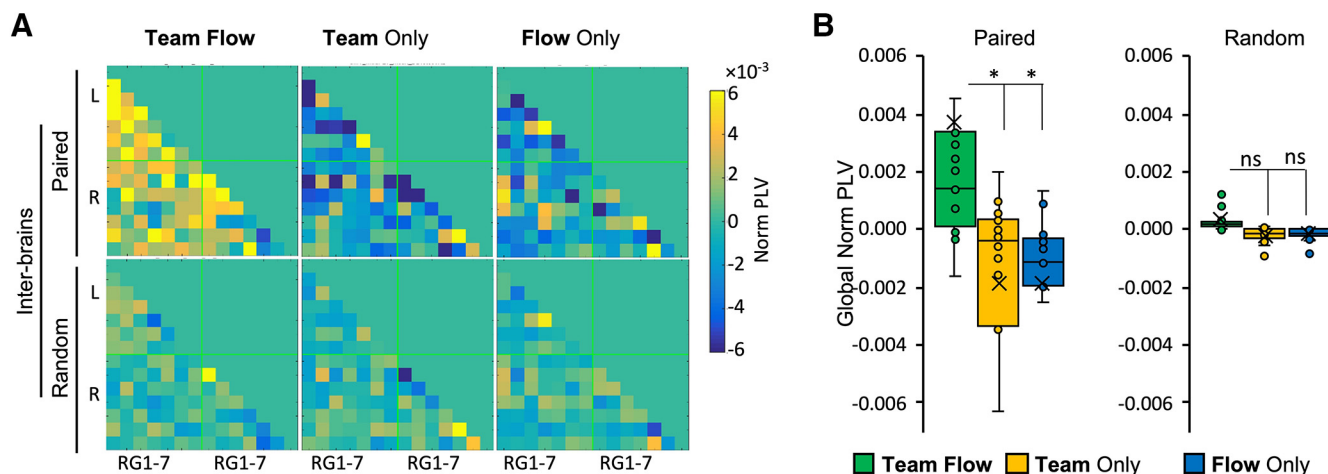 A
Team Flow
Team Only
Flow Only
Inter-brains
Paired
L
R
Random
L
R
RG1-7
RG1-7
RG1-7
RG1-7
RG1-7
RG1-7
×10⁻³
6
4
2
0
-2
-4
-6
Norm PLV
B
Paired
Global Norm PLV
0.006
0.004
0.002
0.000
-0.002
-0.004
-0.006
* *
Random
0.006
0.004
0.002
0.000
-0.002
-0.004
-0.006
ns ns
Team Flow
Team Only
Flow Only